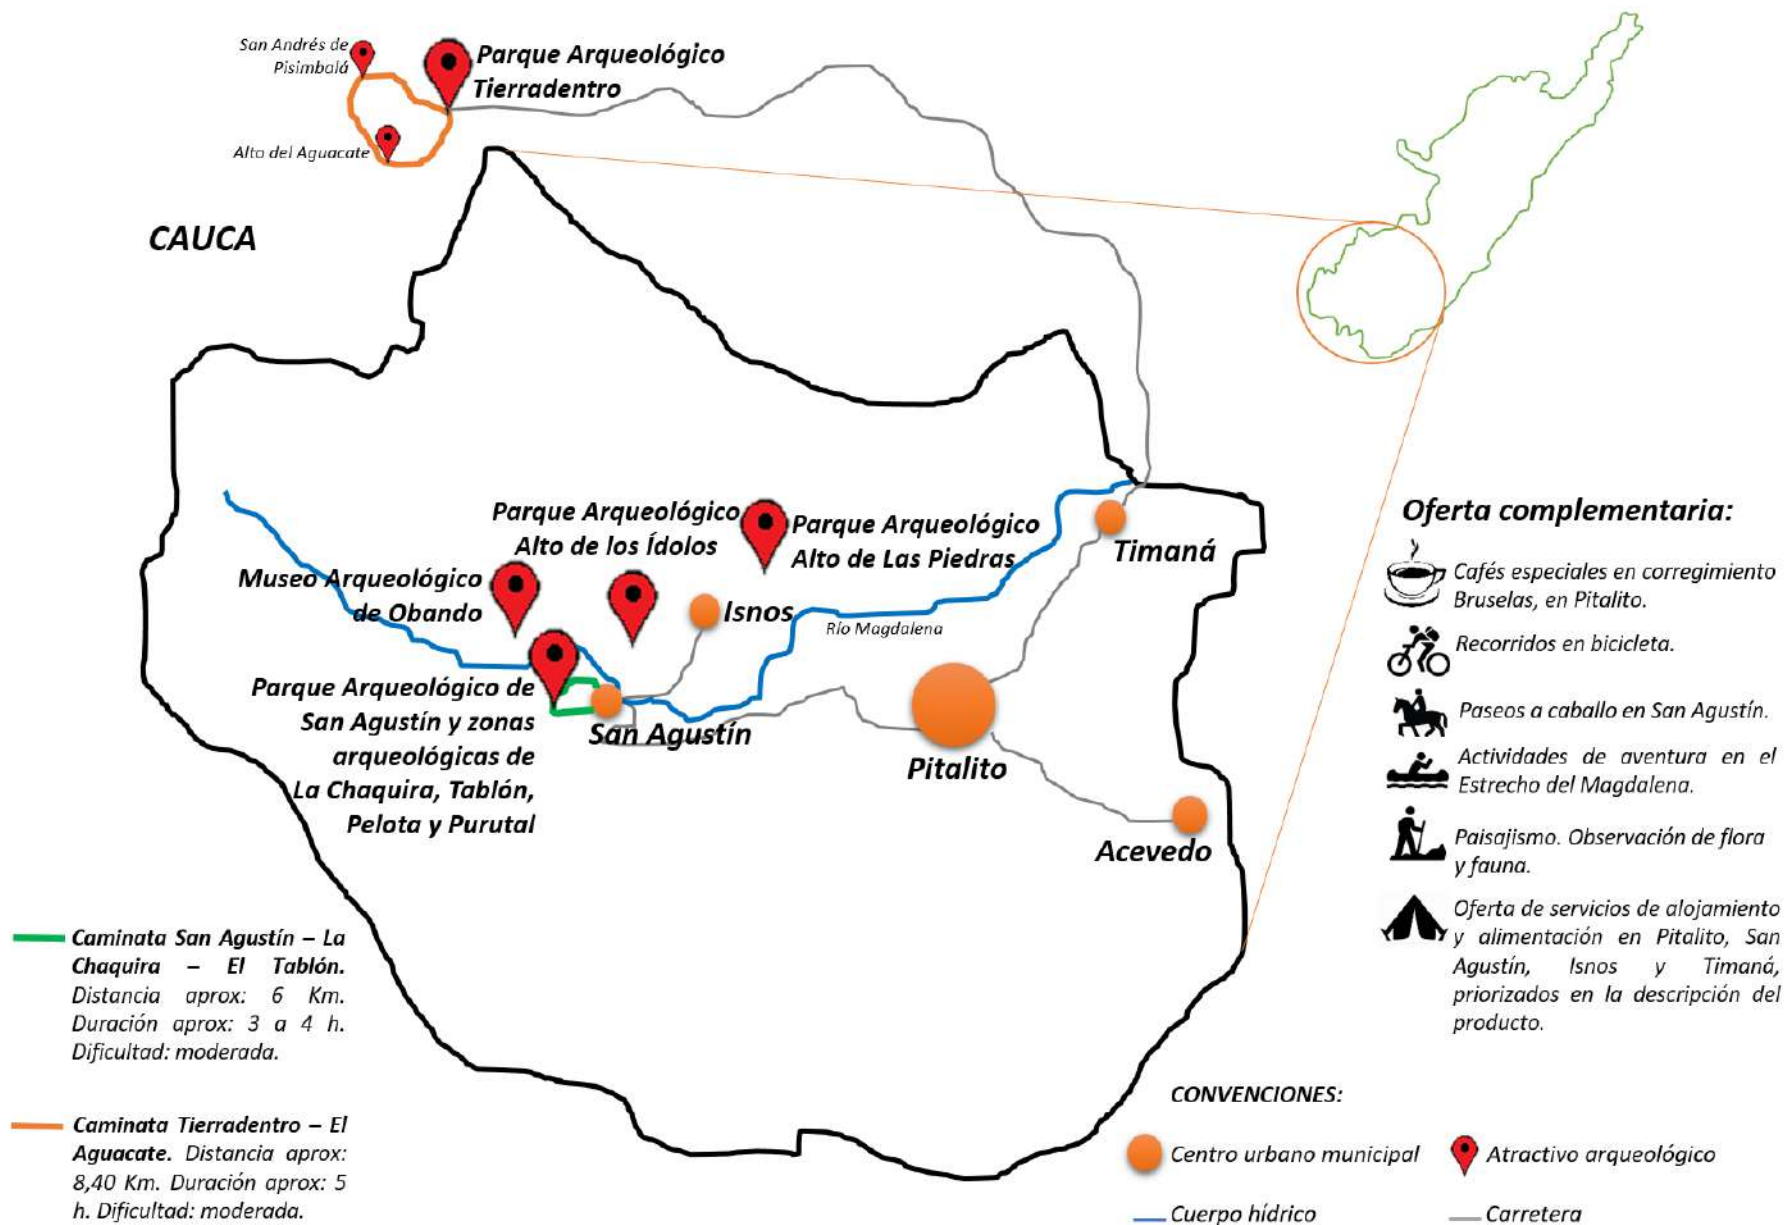 San Andrés de
Pisimbalá
Parque Arqueológico
Tierradentro
Alto del Aguacate
CAUCA
Parque Arqueológico
Alto de los Ídolos
Parque Arqueológico
Alto de Las Piedras
Timaná
Museo Arqueológico
de Obando
Isnos
Río Magdalena
Parque Arqueológico de
San Agustín y zonas
arqueológicas de
La Chaquira, Tablón,
Pelota y Purutal
San Agustín
Pitalito
Acevedo
Oferta complementaria:
Cafés especiales en corregimiento
Bruselas, en Pitalito.
Recorridos en bicicleta.
Paseos a caballo en San Agustín.
Actividades de aventura en el
Estrecho del Magdalena.
Paisajismo. Observación de flora
y fauna.
Oferta de servicios de alojamiento
y alimentación en Pitalito, San
Agustín, Isnos y Timaná,
priorizados en la descripción del
producto.
Caminata San Agustín – La
Chaquira – El Tablón.
Distancia aprox: 6 Km.
Duración aprox: 3 a 4 h.
Dificultad: moderada.
Caminata Tierradentro – El
Aguacate. Distancia aprox:
8,40 Km. Duración aprox: 5
h. Dificultad: moderada.
CONVENCIONES:
Centro urbano municipal
Atractivo arqueológico
Cuerpo hídrico
Carretera